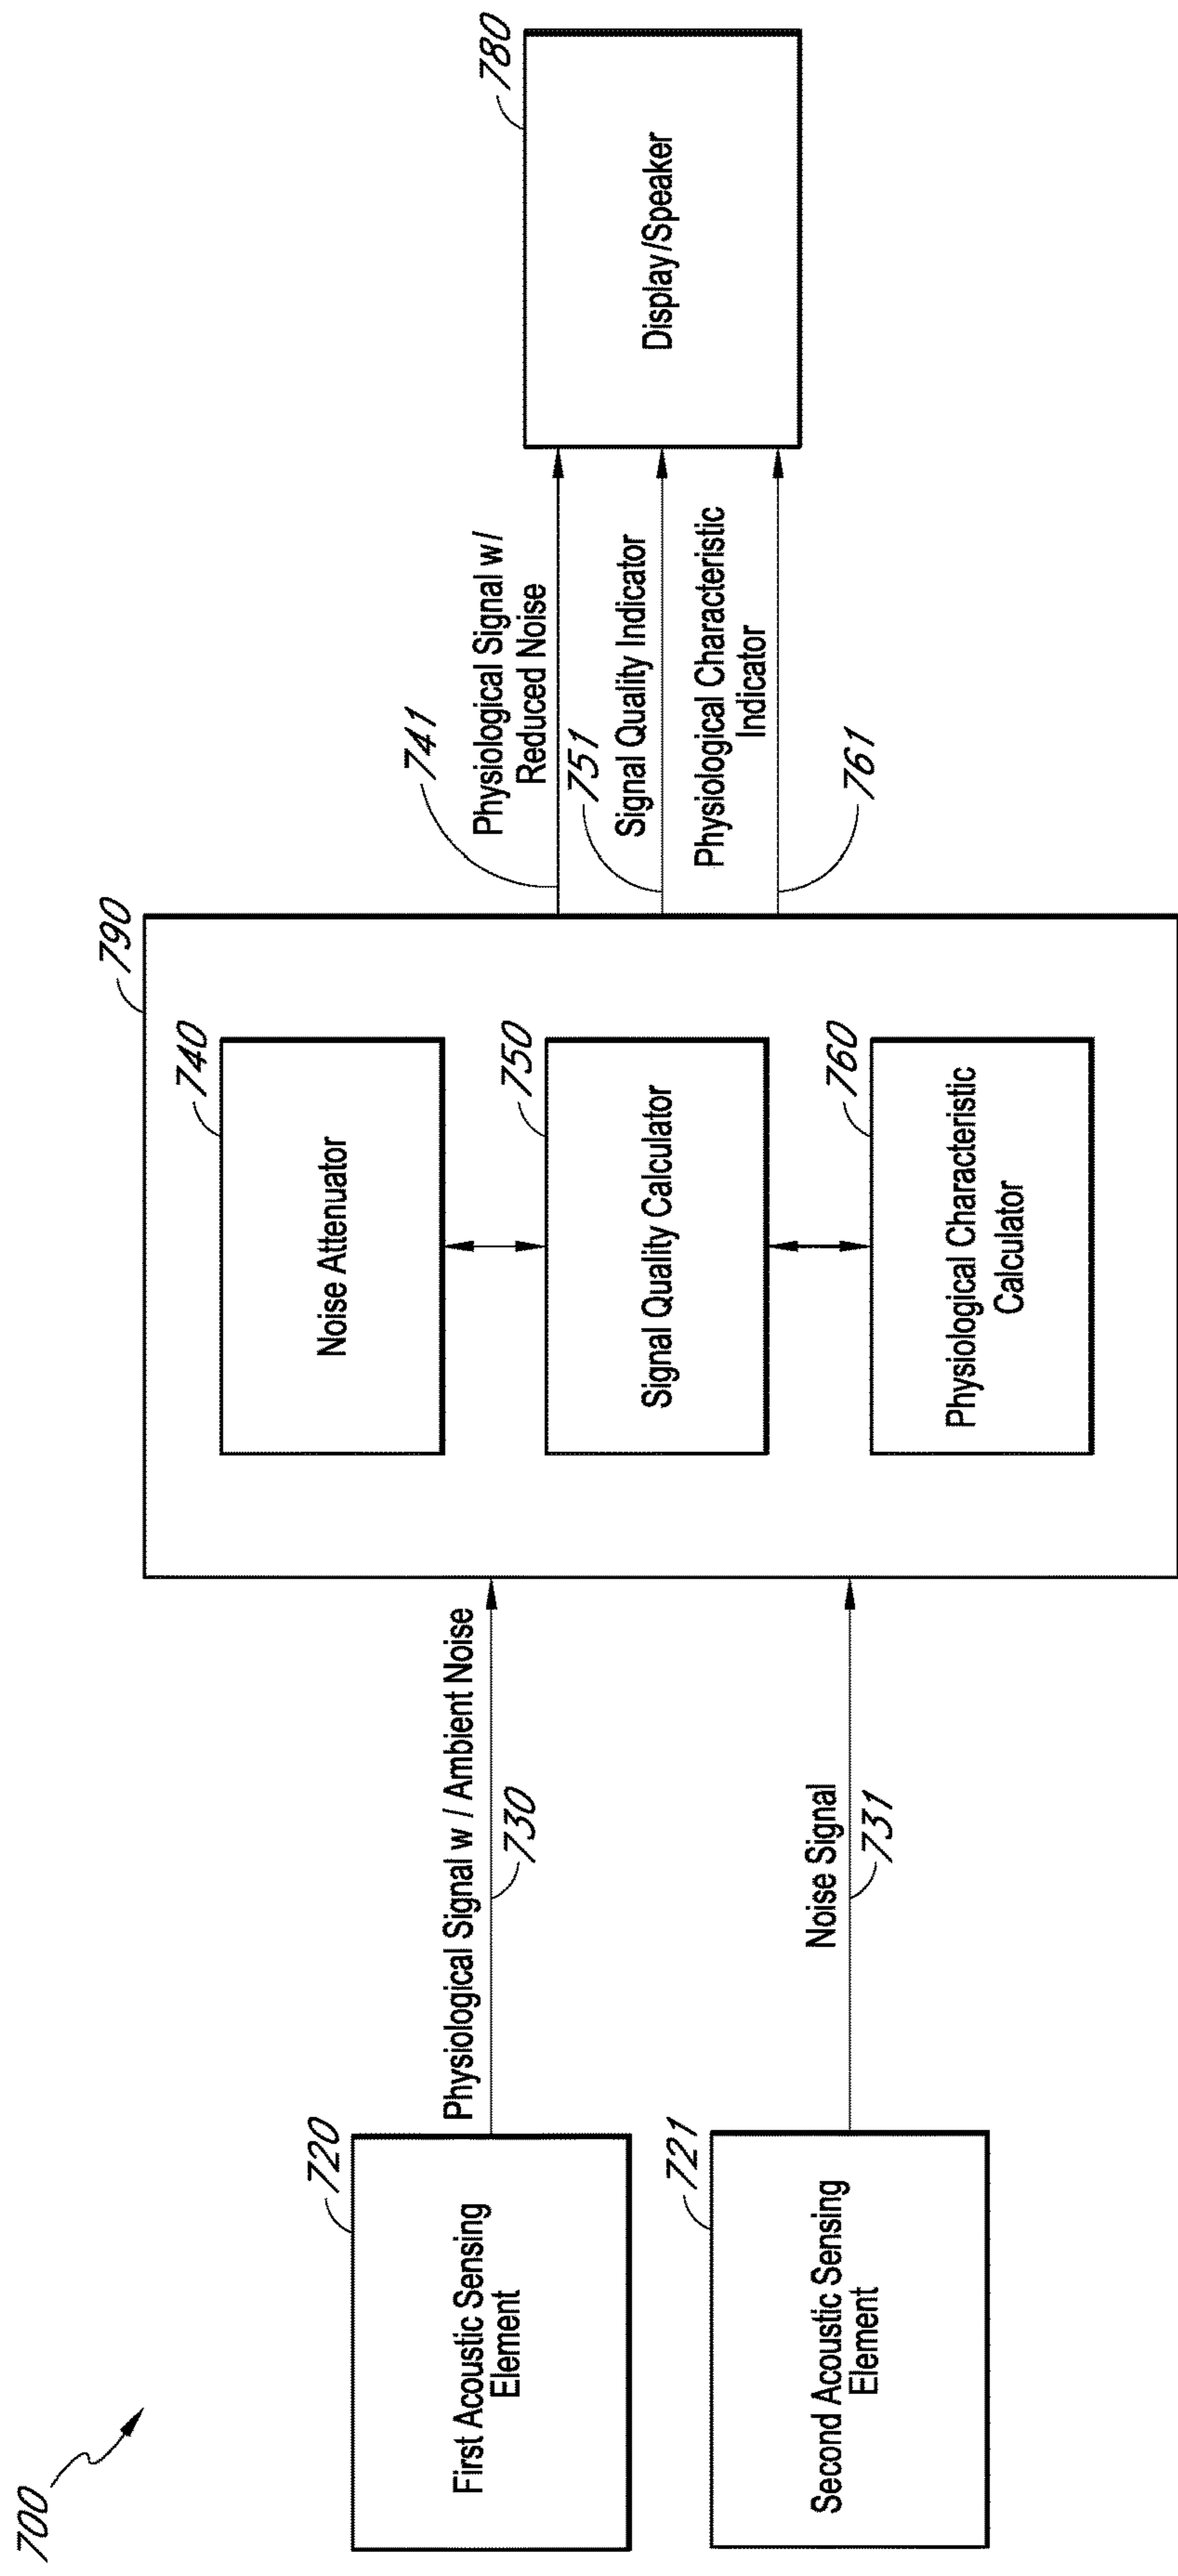 700
720
First Acoustic Sensing
Element
721
Second Acoustic Sensing
Element
Physiological Signal w / Ambient Noise
730
Noise Signal
731
790
740
Noise Attenuator
750
Signal Quality Calculator
760
Physiological Characteristic
Calculator
741
Physiological Signal w /
Reduced Noise
751
Signal Quality Indicator
Physiological Characteristic
Indicator
761
780
Display/Speaker